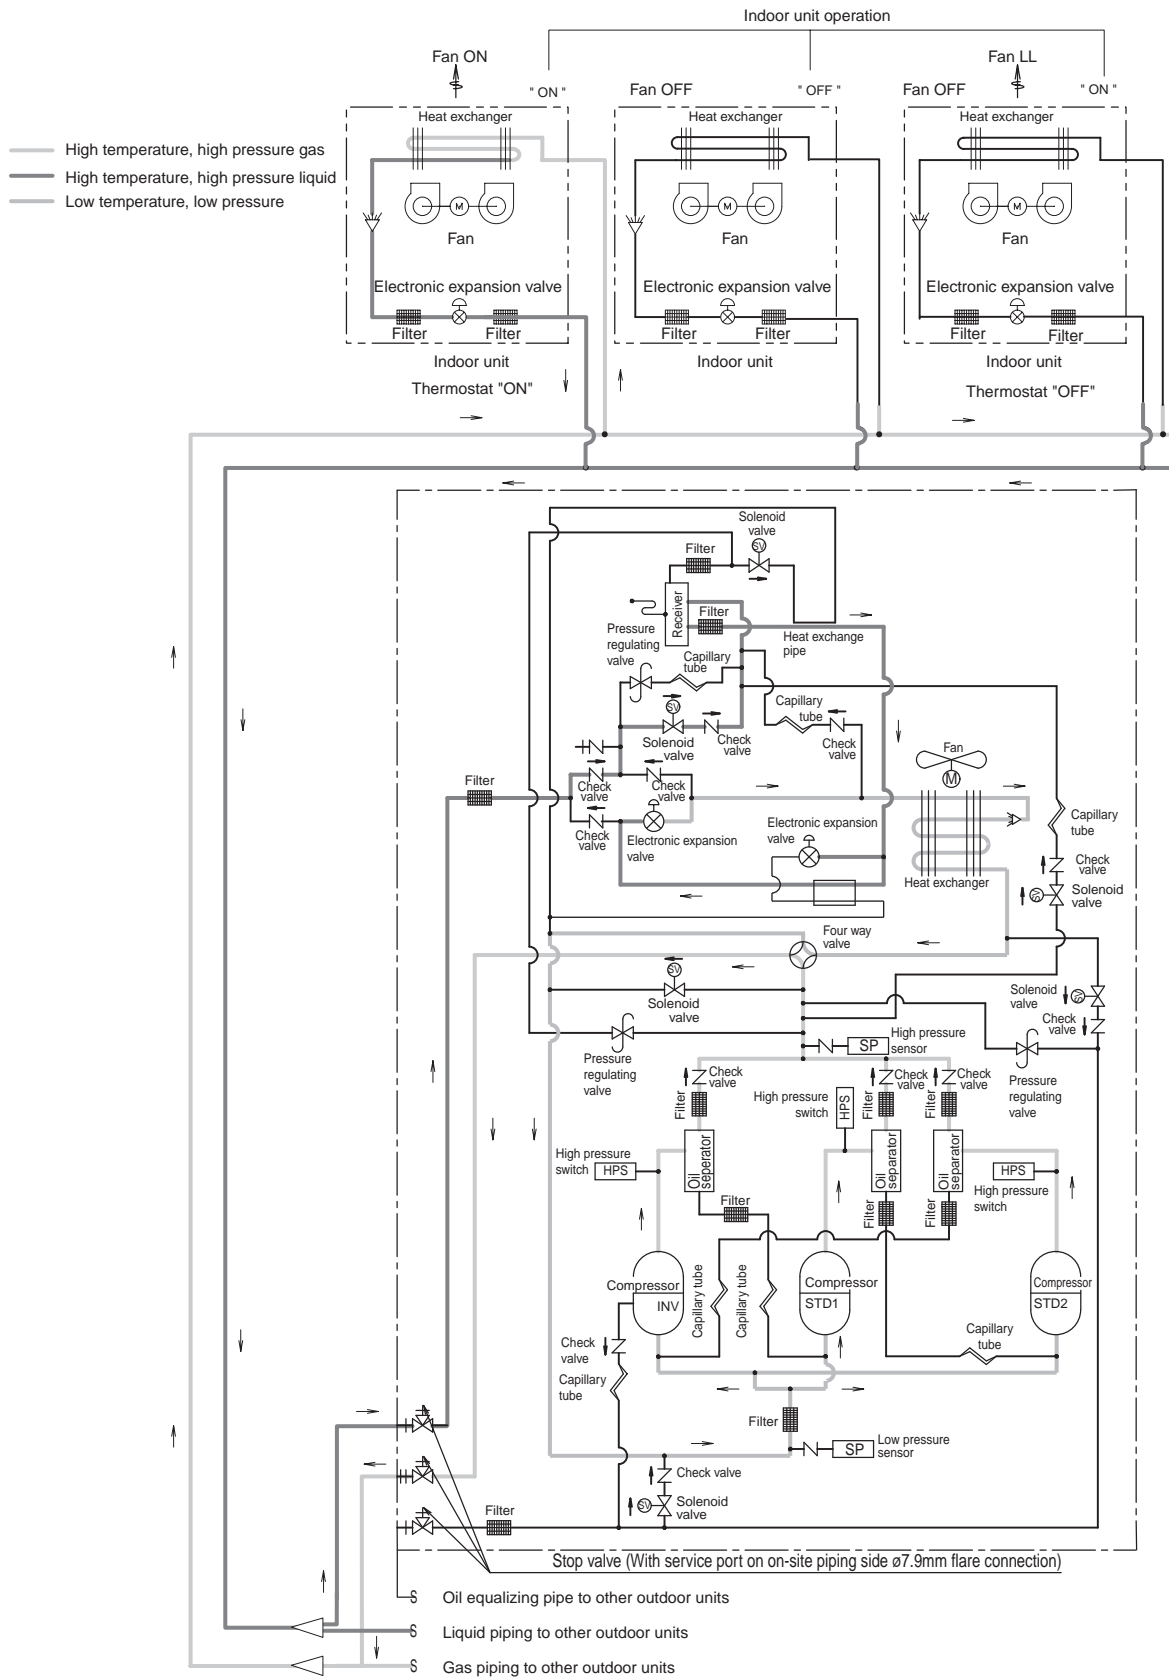 Indoor unit operation
Fan ON
Fan LL
" ON "
Fan OFF
" OFF "
Fan OFF
" ON "
Heat exchanger
Heat exchanger
Heat exchanger
High temperature, high pressure gas
High temperature, high pressure liquid
Low temperature, low pressure
M
M
M
Fan
Fan
Fan
Electronic expansion valve
Electronic expansion valve
Electronic expansion valve
Filter
Filter
Filter
Filter
Filter
Filter
Indoor unit
Indoor unit
Indoor unit
Thermostat "ON"
Thermostat "OFF"
Solenoid
valve
SV
Filter
Receiver
Filter
Pressure
regulating
valve
Heat exchange
pipe
Capillary
tube
SV
Capillary
tube
Solenoid
valve
Check
valve
Check
valve
Fan
M
Filter
Check
valve
Check
valve
Check
valve
Electronic expansion
valve
Electronic expansion
valve
Capillary
tube
Check
valve
Heat exchanger
SV
Solenoid
valve
Four way
valve
SV
Solenoid
valve
Solenoid
valve
SV
Check
valve
High pressure
sensor
SP
Pressure
regulating
valve
Check
valve
Check
valve
Check
valve
Pressure
regulating
valve
High pressure
switch
HPS
Filter
Filter
Filter
High pressure
switch
HPS
Oil
seperator
Oil
separator
Oil
separator
HPS
High pressure
switch
Filter
Filter
Filter
Compressor
INV
Capillary tube
Capillary tube
Compressor
STD1
Compressor
STD2
Check
valve
Capillary
tube
Capillary
tube
Filter
SP
Low pressure
sensor
Check valve
SV
Solenoid
valve
Filter
Stop valve (With service port on on-site piping side ø7.9mm flare connection)
Oil equalizing pipe to other outdoor units
Liquid piping to other outdoor units
Gas piping to other outdoor units